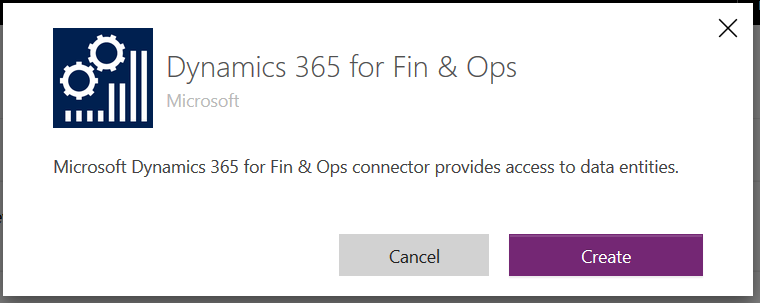 Dynamics 365 for Fin & Ops
Microsoft
Microsoft Dynamics 365 for Fin & Ops connector provides access to data entities.
Cancel
Create